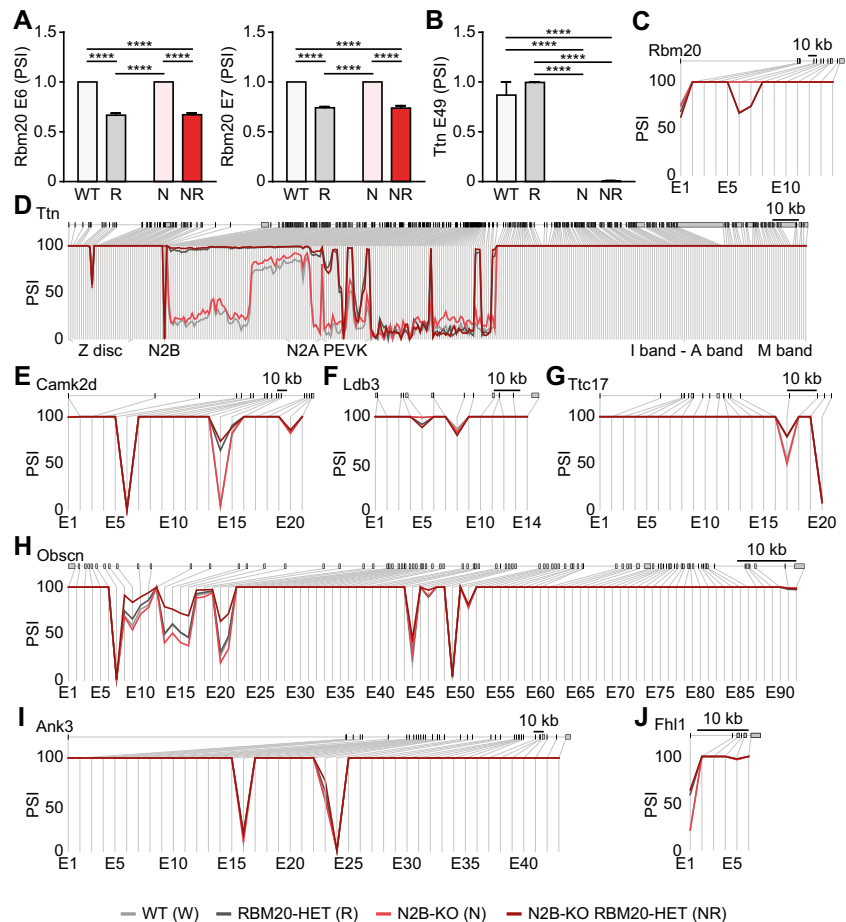 A
Rbm20 E6 (PSI)
1.5
1.0
0.5
0
****
**** ****
****
WT R N NR
Rbm20 E7 (PSI)
1.5
1.0
0.5
0
****
**** ****
****
WT R N NR
B
Ttn E49 (PSI)
1.5
1.0
0.5
0
****
****
****
****
WT R N NR
C
Rbm20
10 kb
PSI
100
50
0
E1 E5 E10
D
Ttn
10 kb
PSI
100
50
0
Z disc N2B N2A PEVK I band - A band M band
E
Camk2d
10 kb
PSI
100
50
0
E1 E5 E10 E15 E20
F
Ldb3
10 kb
PSI
100
50
0
E1 E5 E10 E14
G
Ttc17
10 kb
PSI
100
50
0
E1 E5 E10 E15 E20
H
Obscn
10 kb
PSI
100
50
0
E1 E5 E10 E15 E20 E25 E30 E35 E40 E45 E50 E55 E60 E65 E70 E75 E80 E85 E90
I
Ank3
10 kb
PSI
100
50
0
E1 E5 E10 E15 E20 E25 E30 E35 E40
J
Fhl1
10 kb
PSI
100
50
0
E1 E5
WT (W) RBM20-HET (R) N2B-KO (N) N2B-KO RBM20-HET (NR)